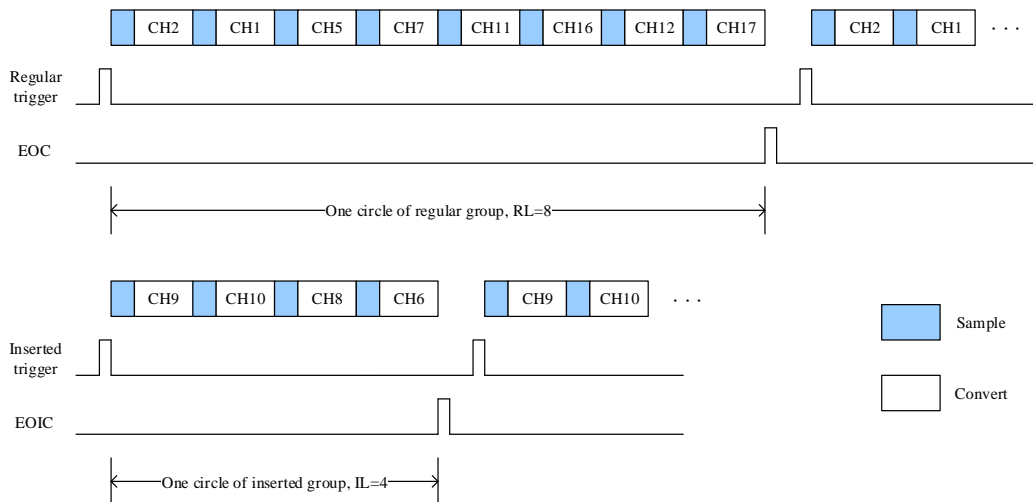 CH2 CH1 CH5 CH7 CH11 CH16 CH12 CH17 CH2 CH1 . . .
Regular
trigger
EOC
One circle of regular group, RL=8
CH9 CH10 CH8 CH6 CH9 CH10 . . .
Sample
Inserted
trigger
Convert
EOIC
One circle of inserted group, IL=4